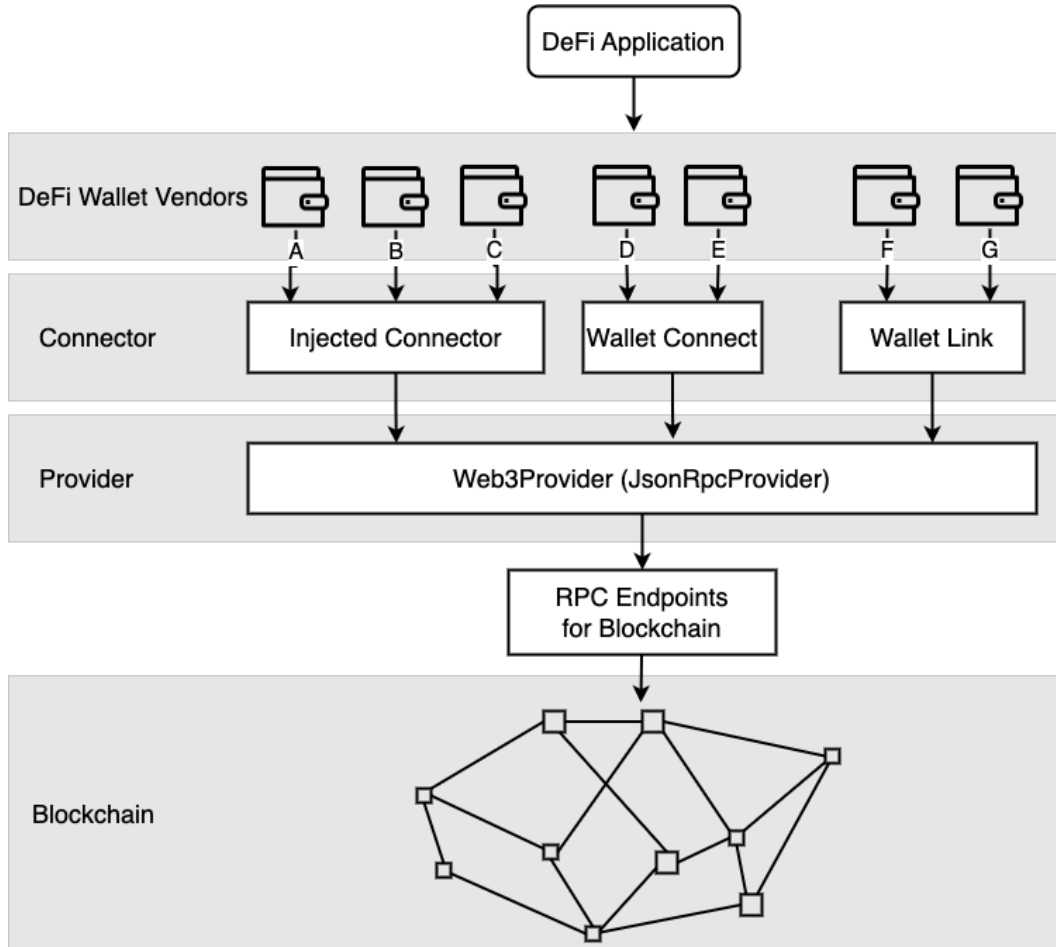 DeFi Application
DeFi Wallet Vendors
A B C D E F G
Connector
Injected Connector
Wallet Connect
Wallet Link
Provider
Web3Provider (JsonRpcProvider)
RPC Endpoints
for Blockchain
Blockchain